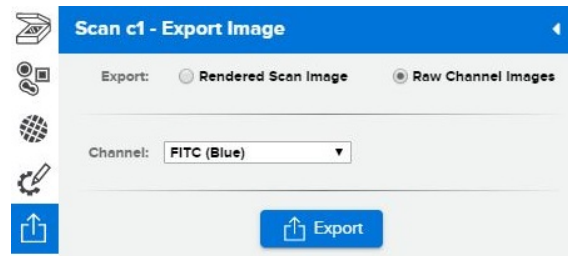 Scan c1 - Export Image
Export: Rendered Scan Image Raw Channel Images
Channel: FITC (Blue)
Export